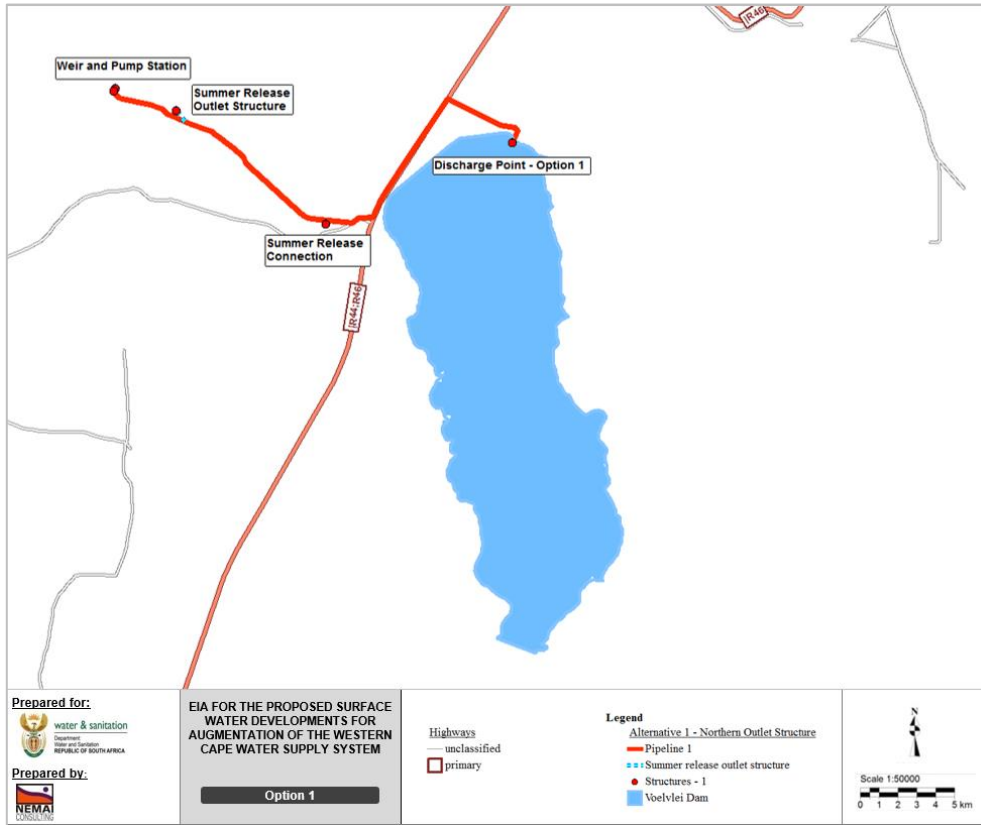 R46
Weir and Pump Station
Summer Release
Outlet Structure
Discharge Point - Option 1
Summer Release
Connection
R44;R46
Prepared for:
water & sanitation
Department:
Water and Sanitation
REPUBLIC OF SOUTH AFRICA
Prepared by:
NEMAI
CONSULTING
EIA FOR THE PROPOSED SURFACE
WATER DEVELOPMENTS FOR
AUGMENTATION OF THE WESTERN
CAPE WATER SUPPLY SYSTEM
Option 1
Highways
unclassified
primary
Legend
Alternative 1 - Northern Outlet Structure
Pipeline 1
Summer release outlet structure
Structures - 1
Voelvlei Dam
N
Scale 1:50000
0 1 2 3 4 5 km